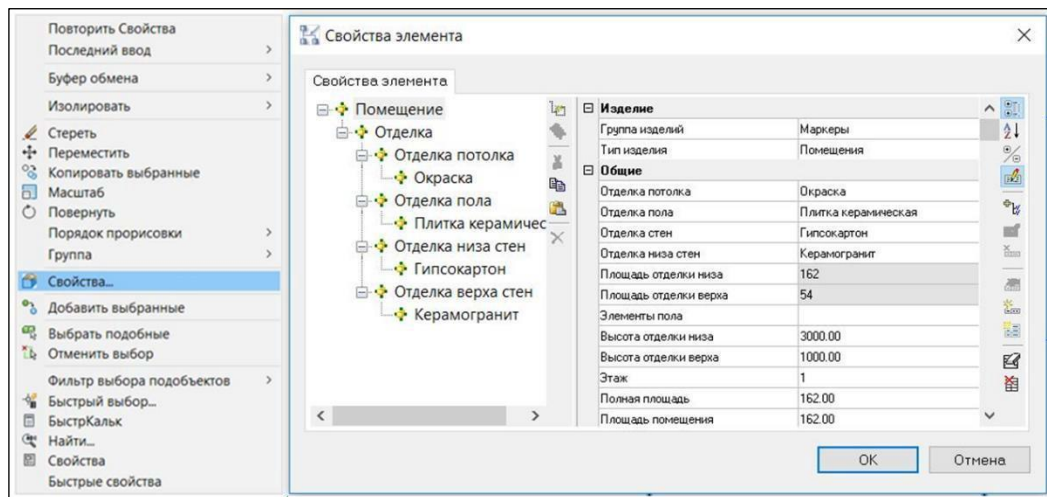 Повторить Свойства
Последний ввод
Буфер обмена
Изолировать
Стереть
Переместить
Копировать выбранные
Масштаб
Повернуть
Порядок прорисовки
Группа
Свойства...
Добавить выбранные
Выбрать подобные
Отменить выбор
Фильтр выбора подобъектов
Быстрый выбор...
БыстрКальк
Найти...
Свойства
Быстрые свойства
Свойства элемента
Свойства элемента
Помещение
Отделка
Отделка потолка
Окраска
Отделка пола
Плитка керамичес
Отделка низа стен
Гипсокартон
Отделка верха стен
Керамогранит
Изделие
Группа изделий Маркеры
Тип изделия Помещения
Общие
Отделка потолка Окраска
Отделка пола Плитка керамическая
Отделка стен Гипсокартон
Отделка низа стен Керамогранит
Площадь отделки низа 162
Площадь отделки верха 54
Элементы пола
Высота отделки низа 3000.00
Высота отделки верха 1000.00
Этаж 1
Полная площадь 162.00
Площадь помещения 162.00
OK Отмена